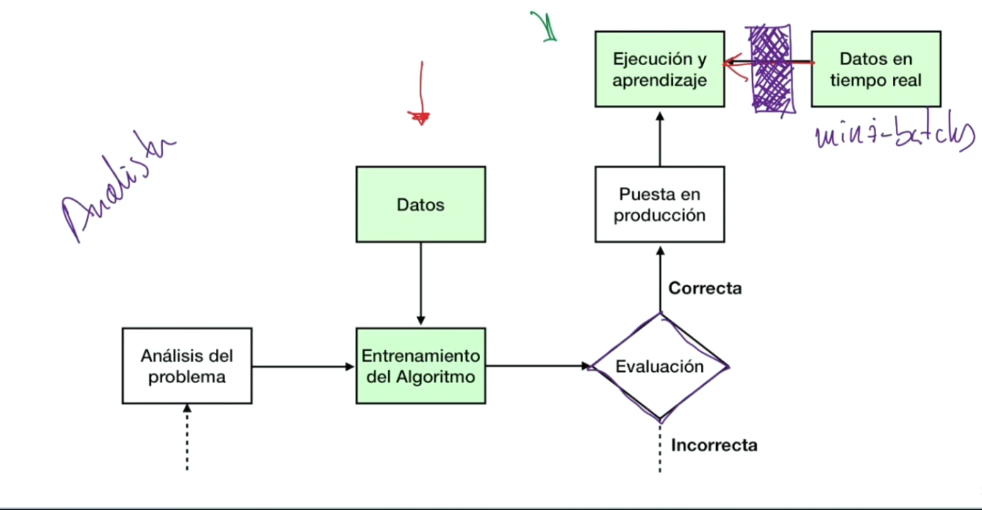 Ejecución y
aprendizaje
Datos en
tiempo real
mini-batchs
Analista
Datos
Puesta en
producción
Correcta
Análisis del
problema
Entrenamiento
del Algoritmo
Evaluación
Incorrecta